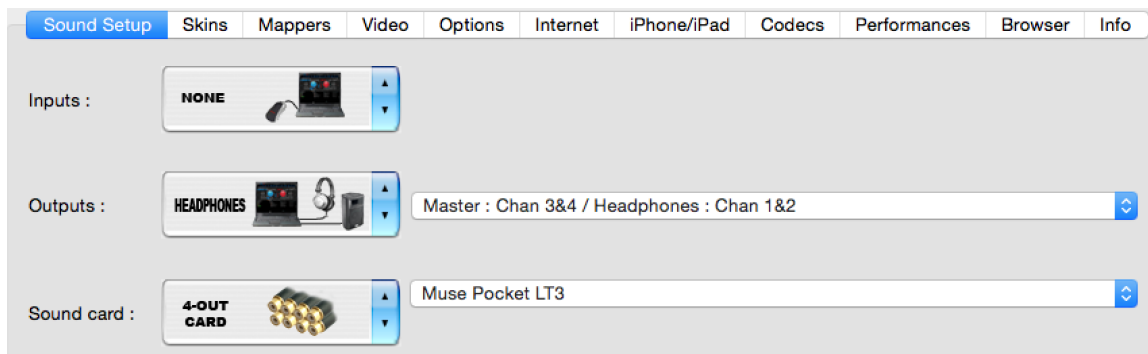 Sound Setup Skins Mappers Video Options Internet iPhone/iPad Codecs Performances Browser Info
Inputs : NONE
Outputs : HEADPHONES Master : Chan 3&4 / Headphones : Chan 1&2
Muse Pocket LT3
Sound card : 4-OUT
CARD